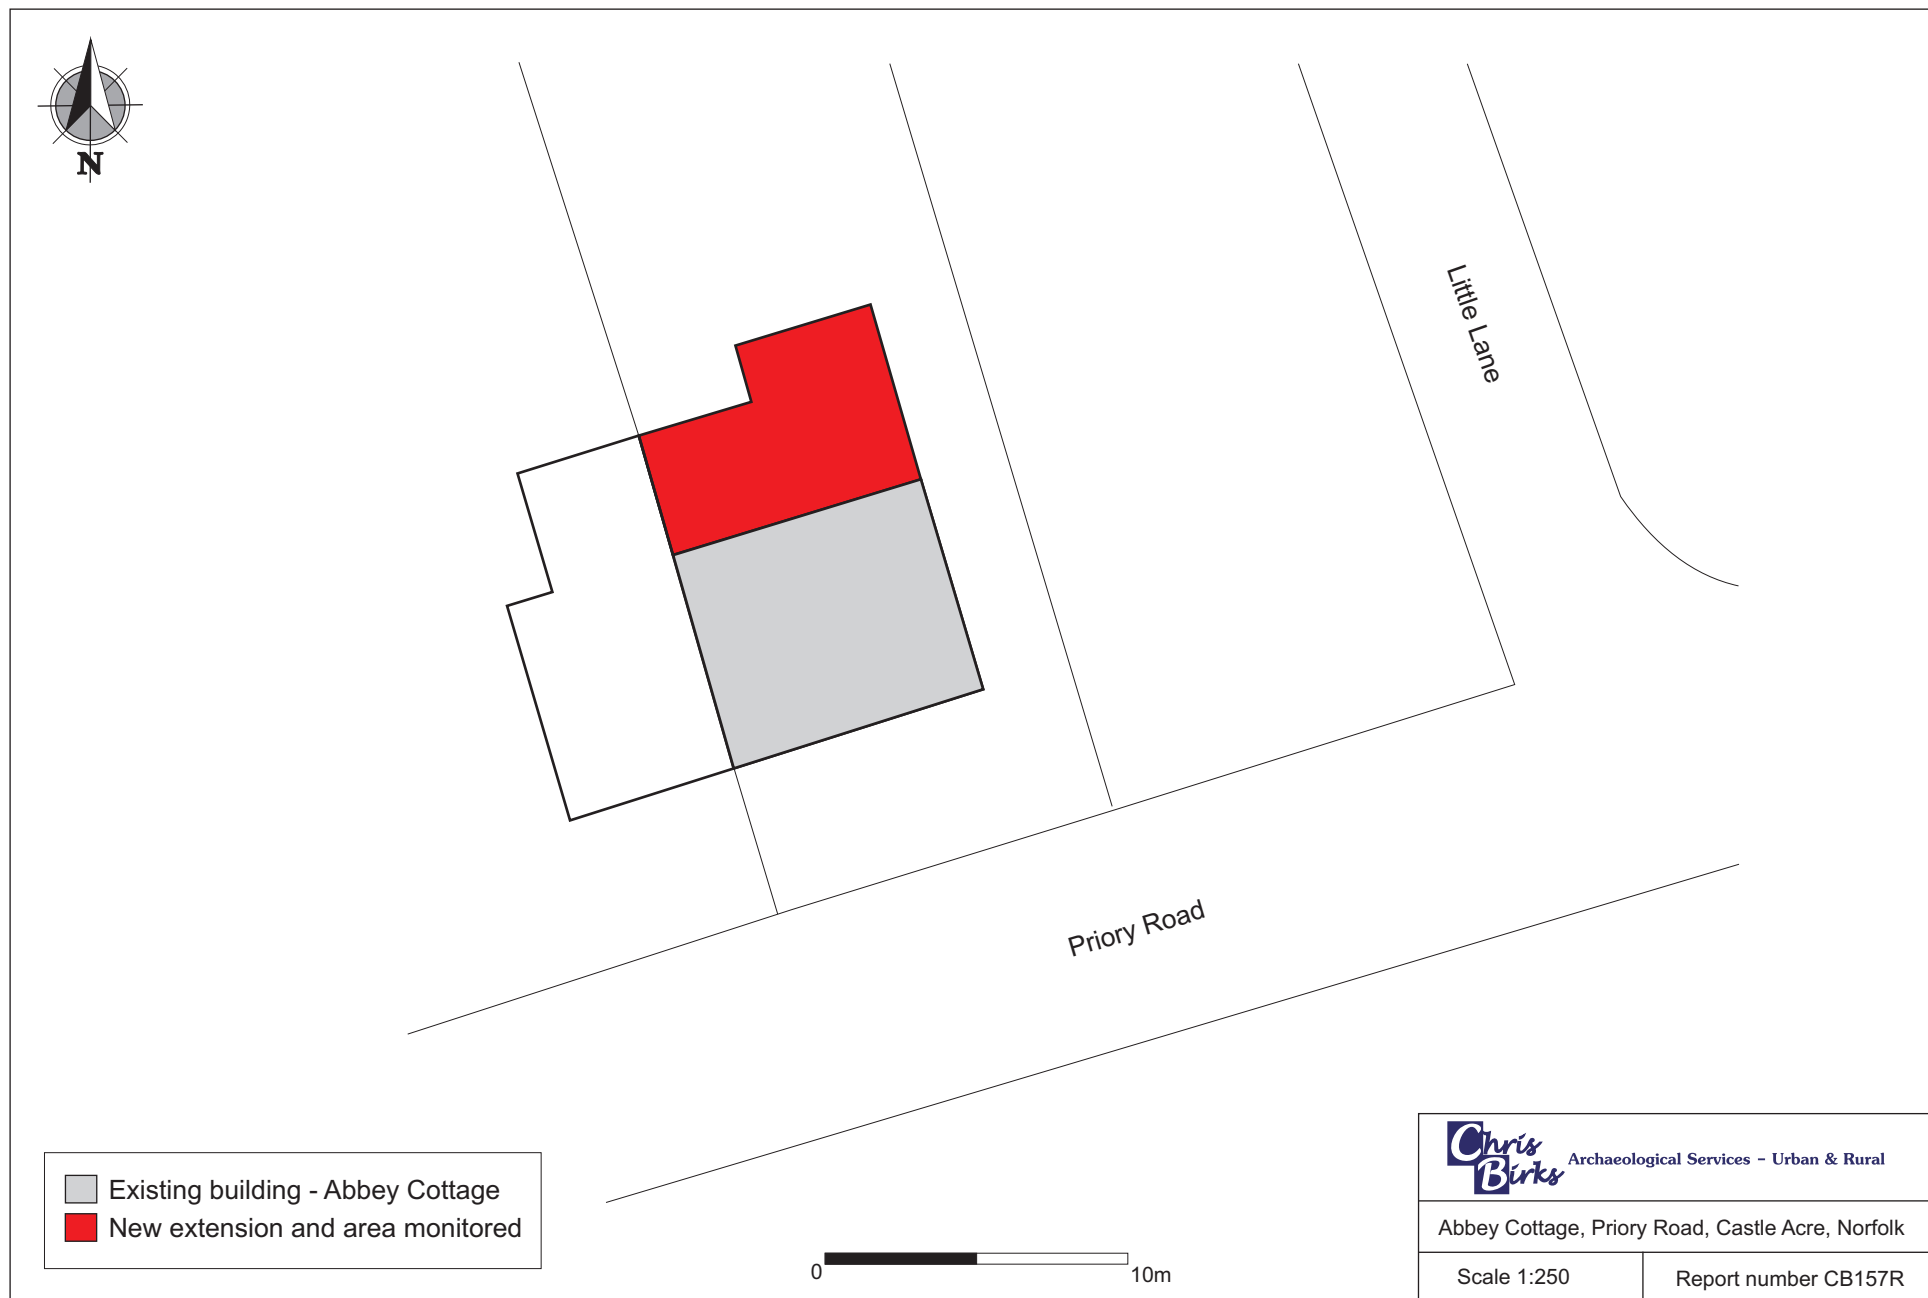 N
Little Lane
Priory Road
Existing building - Abbey Cottage
New extension and area monitored
0
10m
Chris
Birks
Archaeological Services - Urban & Rural
Abbey Cottage, Priory Road, Castle Acre, Norfolk
Scale 1:250
Report number CB157R